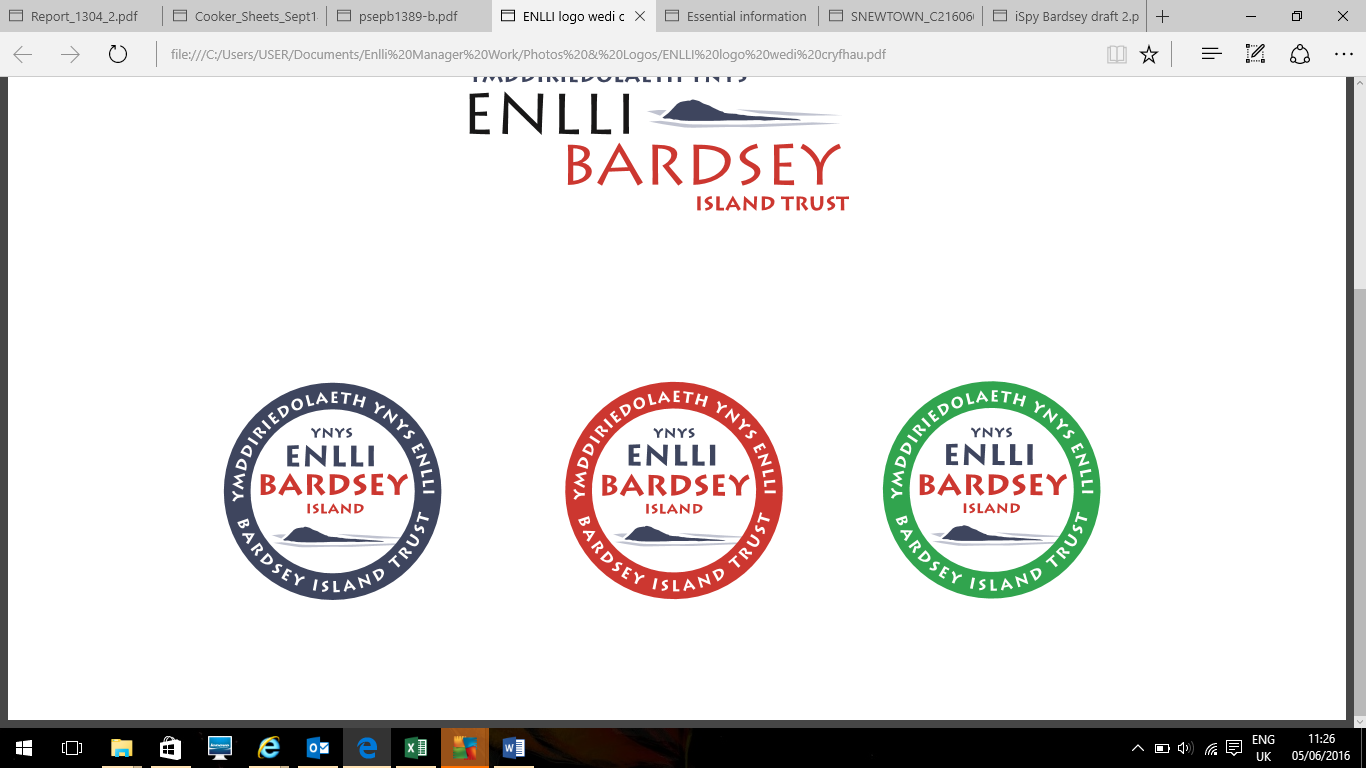 Report_1304_2.pdf
Cooker_Sheets_Sept1
psepb1389-b.pdf
ENLLI logo wedi c
Essential information
SNEWTOWN_C21606
iSpy Bardsey draft 2.p
file:///C:/Users/USER/Documents/Enlli%20Manager%20Work/Photos%20&%20Logos/ENLLI%20logo%20wedi%20cryfhau.pdf
YMDDIRIEDOLAETH YNYS
ENLLI
BARDSEY
ISLAND TRUST
YMDDIRIEDOLAETH YNYS ENLLI
YNYS
ENLLI
BARDSEY
ISLAND
BARDSEY ISLAND TRUST
YMDDIRIEDOLAETH YNYS ENLLI
YNYS
ENLLI
BARDSEY
ISLAND
BARDSEY ISLAND TRUST
YMDDIRIEDOLAETH YNYS ENLLI
YNYS
ENLLI
BARDSEY
ISLAND
BARDSEY ISLAND TRUST
ENG
UK
11:26
05/06/2016